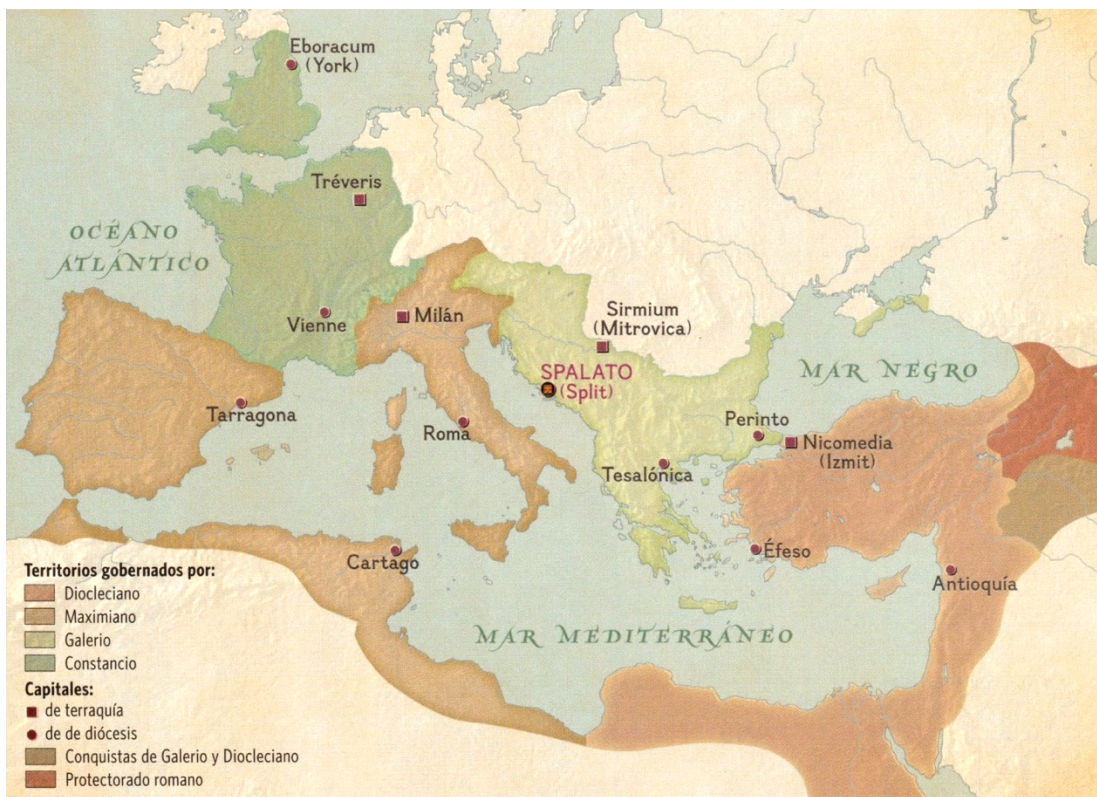 Eboracum
(York)
Tréveris
OCÉANO
ATLÁNTICO
Vienne
Milán
Sirmium
(Mitrovica)
SPALATO
(Split)
MAR NEGRO
Tarragona
Roma
Perinto
Nicomedia
(Izmit)
Tesalónica
Cartago
Éfeso
Antioquía
MAR MEDITERRÁNEO
Territorios gobernados por:
Diocleciano
Maximiano
Galerio
Constancio
Capitales:
de terraquía
de de diócesis
Conquistas de Galerio y Diocleciano
Protectorado romano